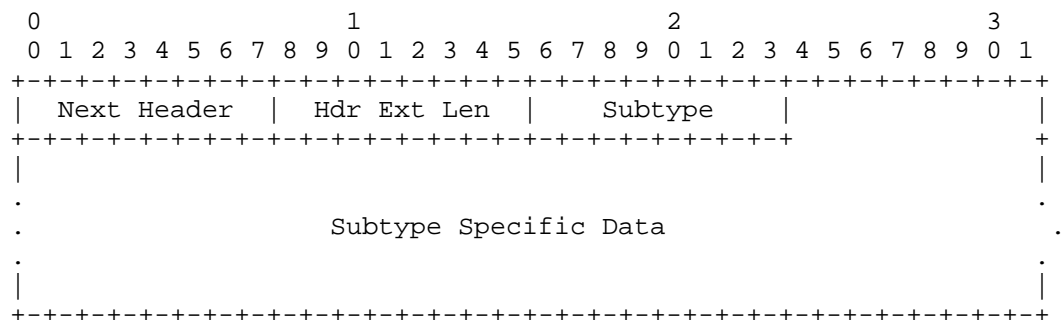 0                   1                   2                   3
 0 1 2 3 4 5 6 7 8 9 0 1 2 3 4 5 6 7 8 9 0 1 2 3 4 5 6 7 8 9 0 1
+-+-+-+-+-+-+-+-+-+-+-+-+-+-+-+-+-+-+-+-+-+-+-+-+-+-+-+-+-+-+-+-+
|  Next Header  |  Hdr Ext Len  |    Subtype    |               |
+-+-+-+-+-+-+-+-+-+-+-+-+-+-+-+-+-+-+-+-+-+-+-+-+               +
|                                                               |
.                                                               .
.                   Subtype Specific Data                        .
.                                                               .
|                                                               |
+-+-+-+-+-+-+-+-+-+-+-+-+-+-+-+-+-+-+-+-+-+-+-+-+-+-+-+-+-+-+-+-+